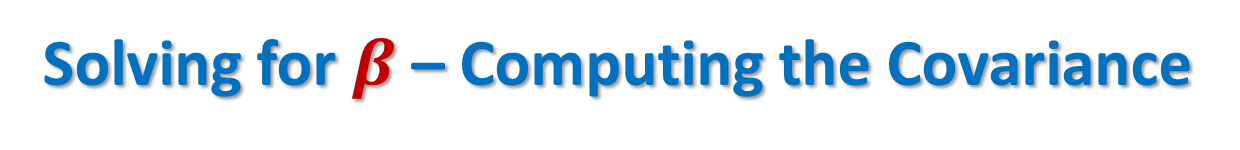 Solving for 𝜷 – Computing the Covariance